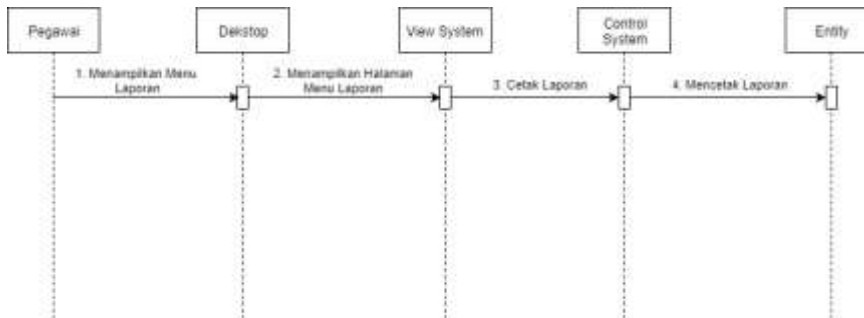 Pegawai
Dekstop
View System
Control
System
Entity
1. Menampilkan Menu
Laporan
2. Menampilkan Halaman
Menu Laporan
3. Cetak Laporan
4. Mencetak Laporan